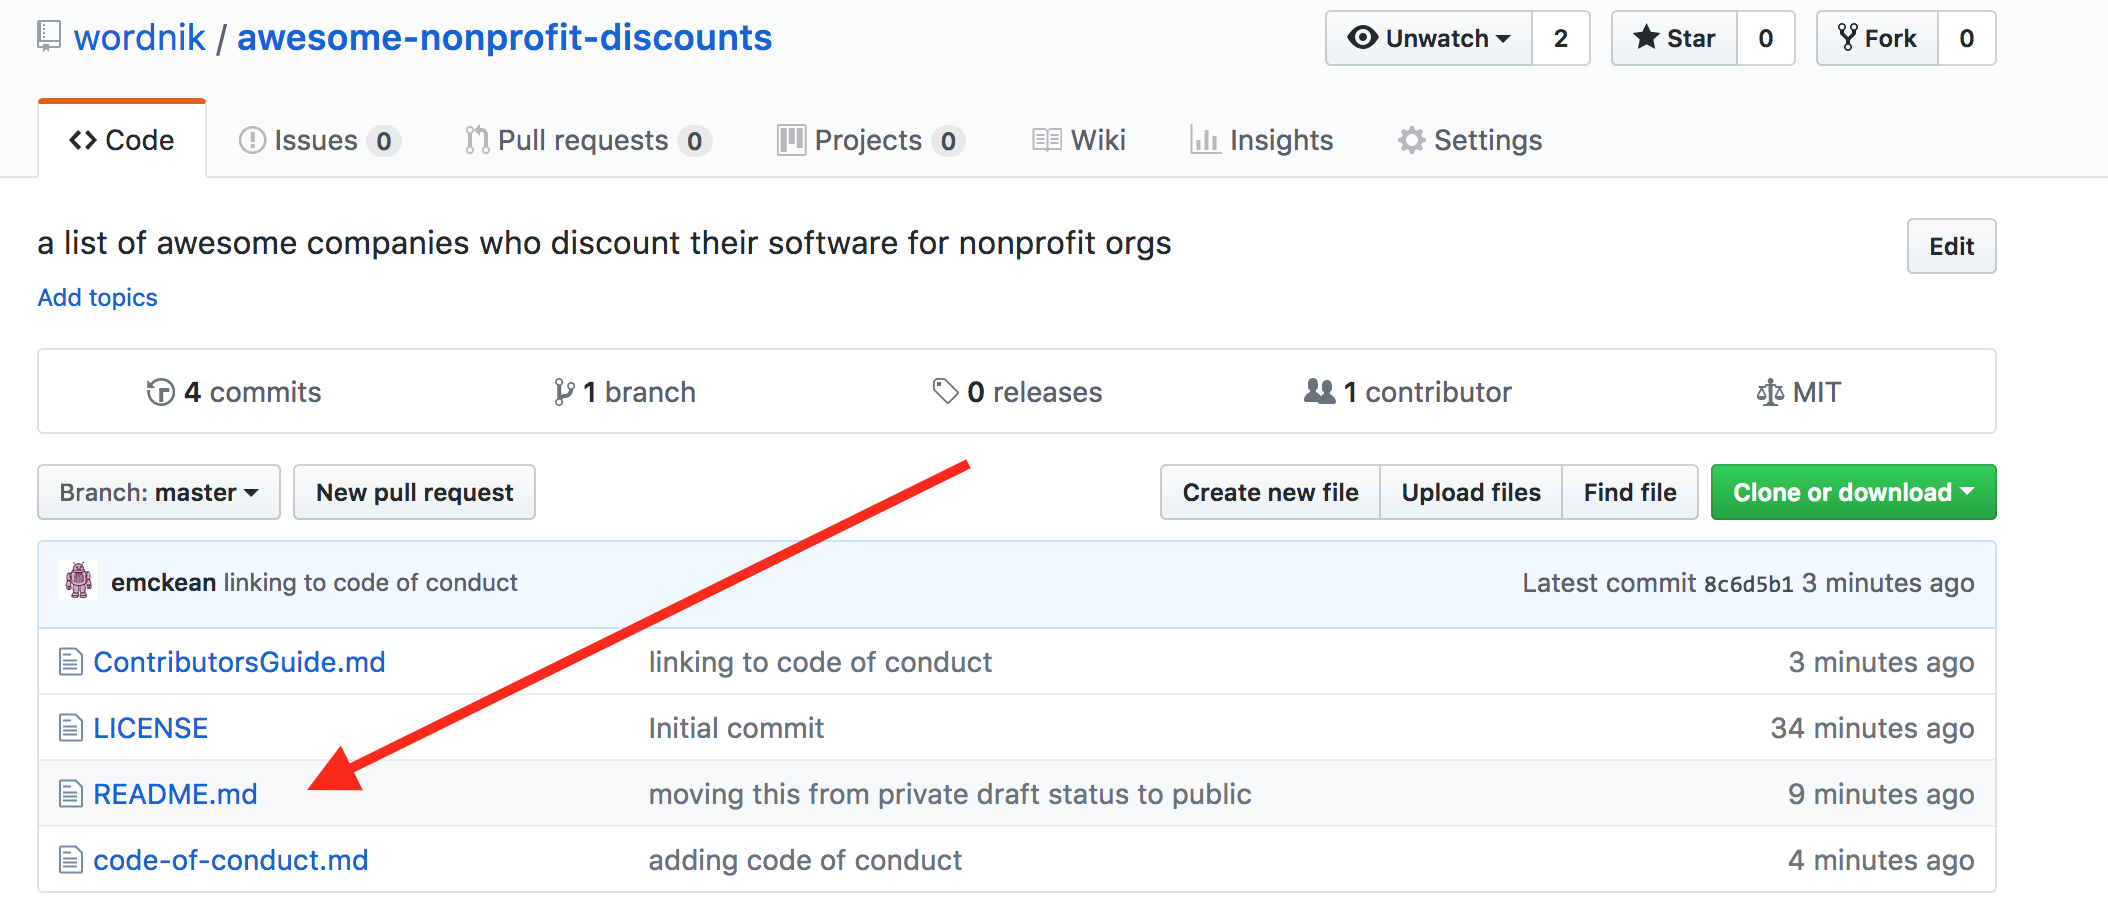 wordnik / awesome-nonprofit-discounts Unwatch 2 Star 0 Fork 0
Code Issues 0 Pull requests 0 Projects 0 Wiki Insights Settings
a list of awesome companies who discount their software for nonprofit orgs Edit
Add topics
4 commits 1 branch 0 releases 1 contributor MIT
Branch: master New pull request Create new file Upload files Find file Clone or download
emckean linking to code of conduct Latest commit 8c6d5b1 3 minutes ago
ContributorsGuide.md linking to code of conduct 3 minutes ago
LICENSE Initial commit 34 minutes ago
README.md moving this from private draft status to public 9 minutes ago
code-of-conduct.md adding code of conduct 4 minutes ago